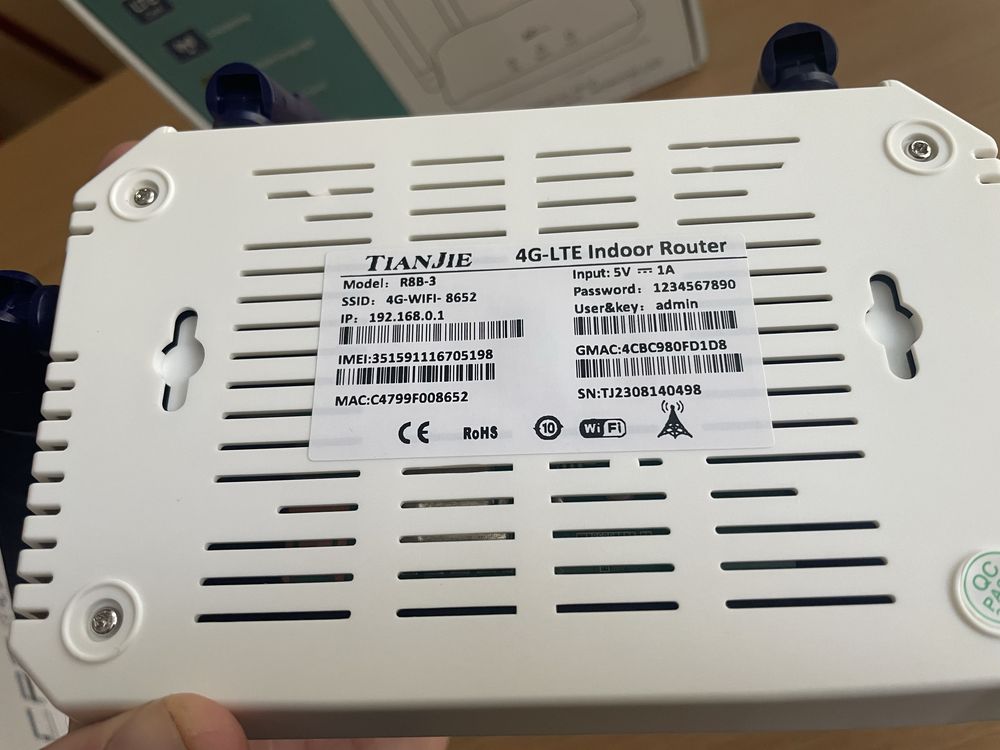 TIANJIE 4G-LTE Indoor Router
Model: R8B-3
SSID: 4G-WIFI- 8652
IP: 192.168.0.1
IMEI:351591116705198
MAC:C4799F008652
Input: 5V ⎓ 1A
Password: 1234567890
User&key: admin
GMAC:4CBC980FD1D8
SN:TJ2308140498
CE RoHS 10 WiFi
QC